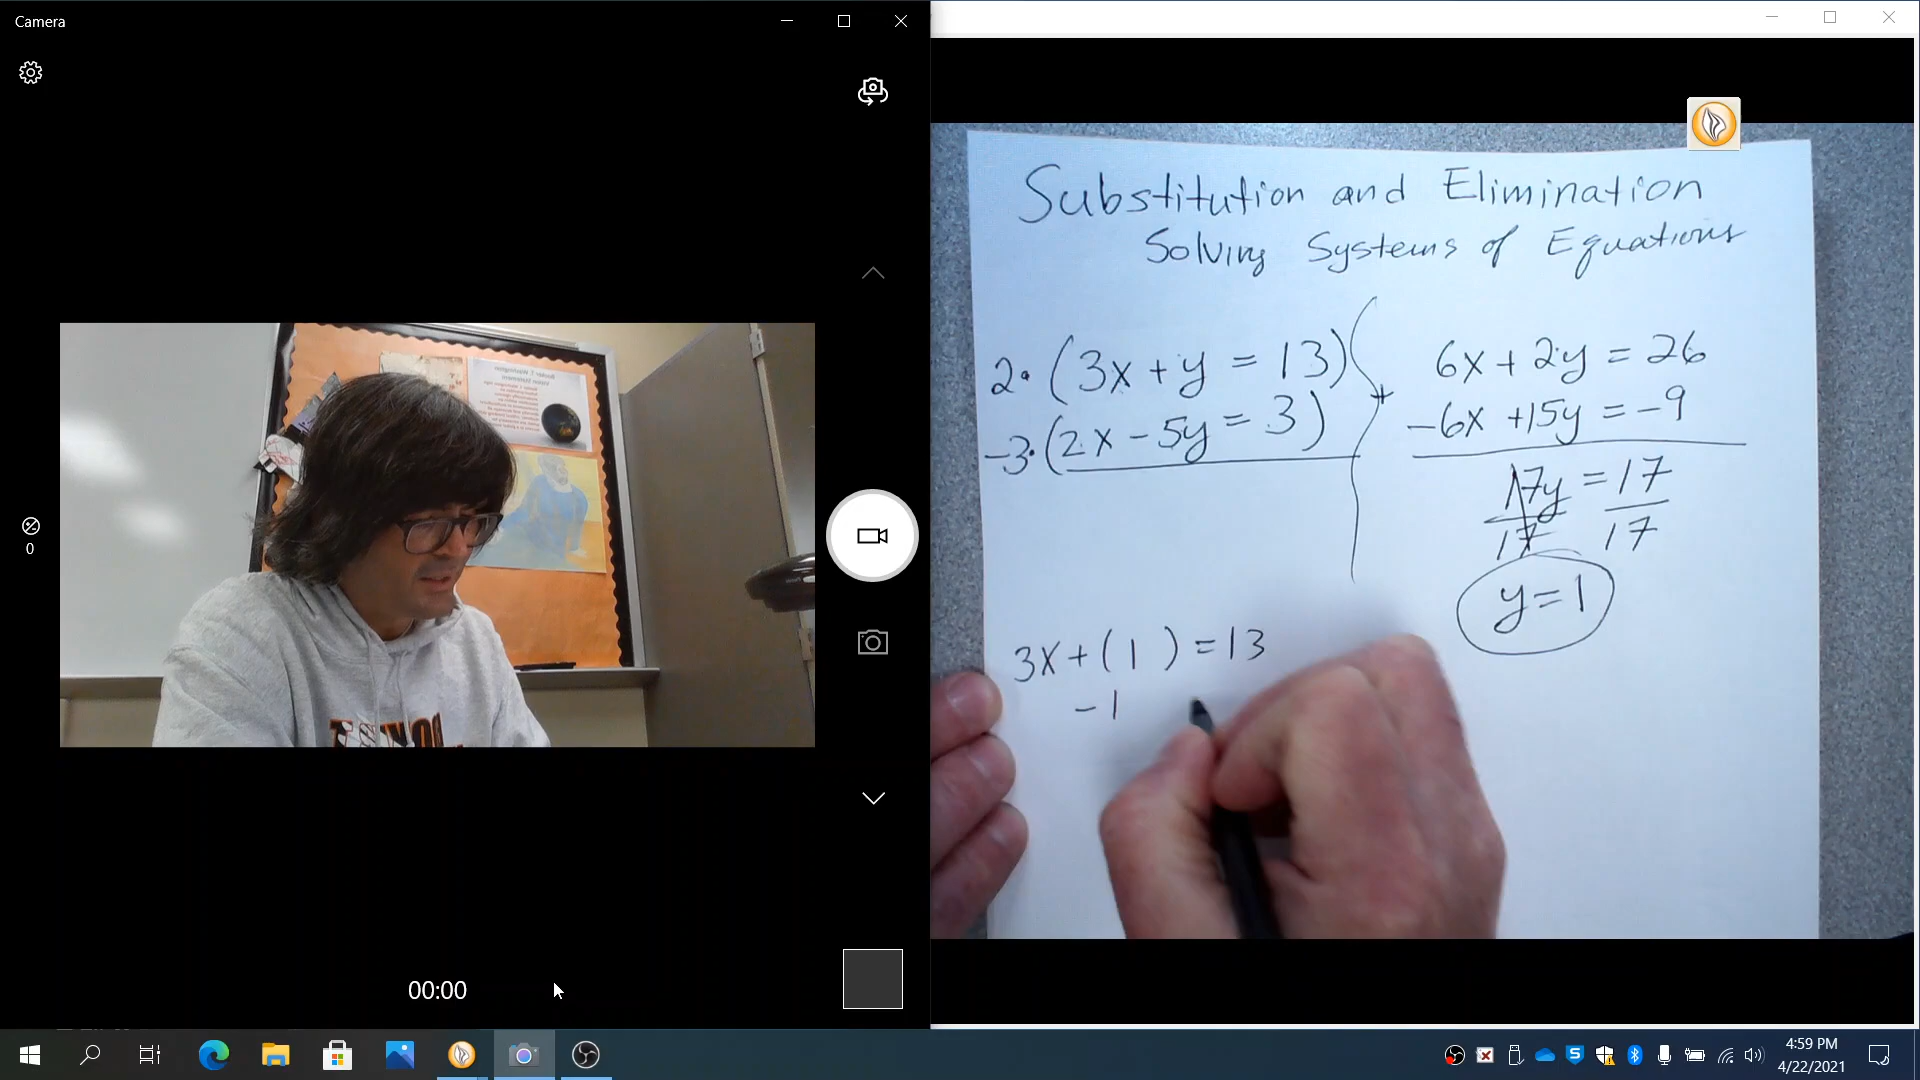 Camera
0
00:00
Substitution and Elimination
Solving Systems of Equations
2·(3x+y=13)
-3·(2x-5y=3)
+
6x+2y=26
-6x+15y=-9
17y=17
17 17
y=1
3x+(1)=13
-1
4:59 PM
4/22/2021